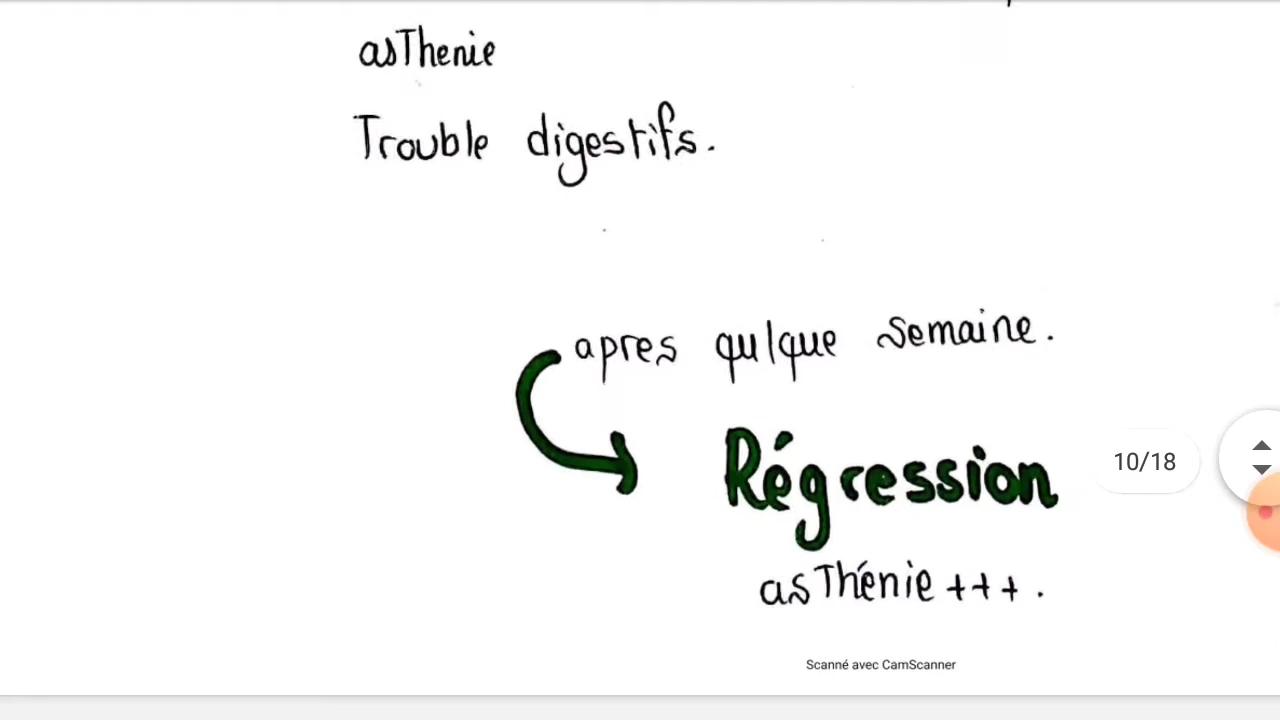 asThenie
Trouble digestifs.
apres qulque semaine.
Régression
10/18
asThénie +++.
Scanné avec CamScanner